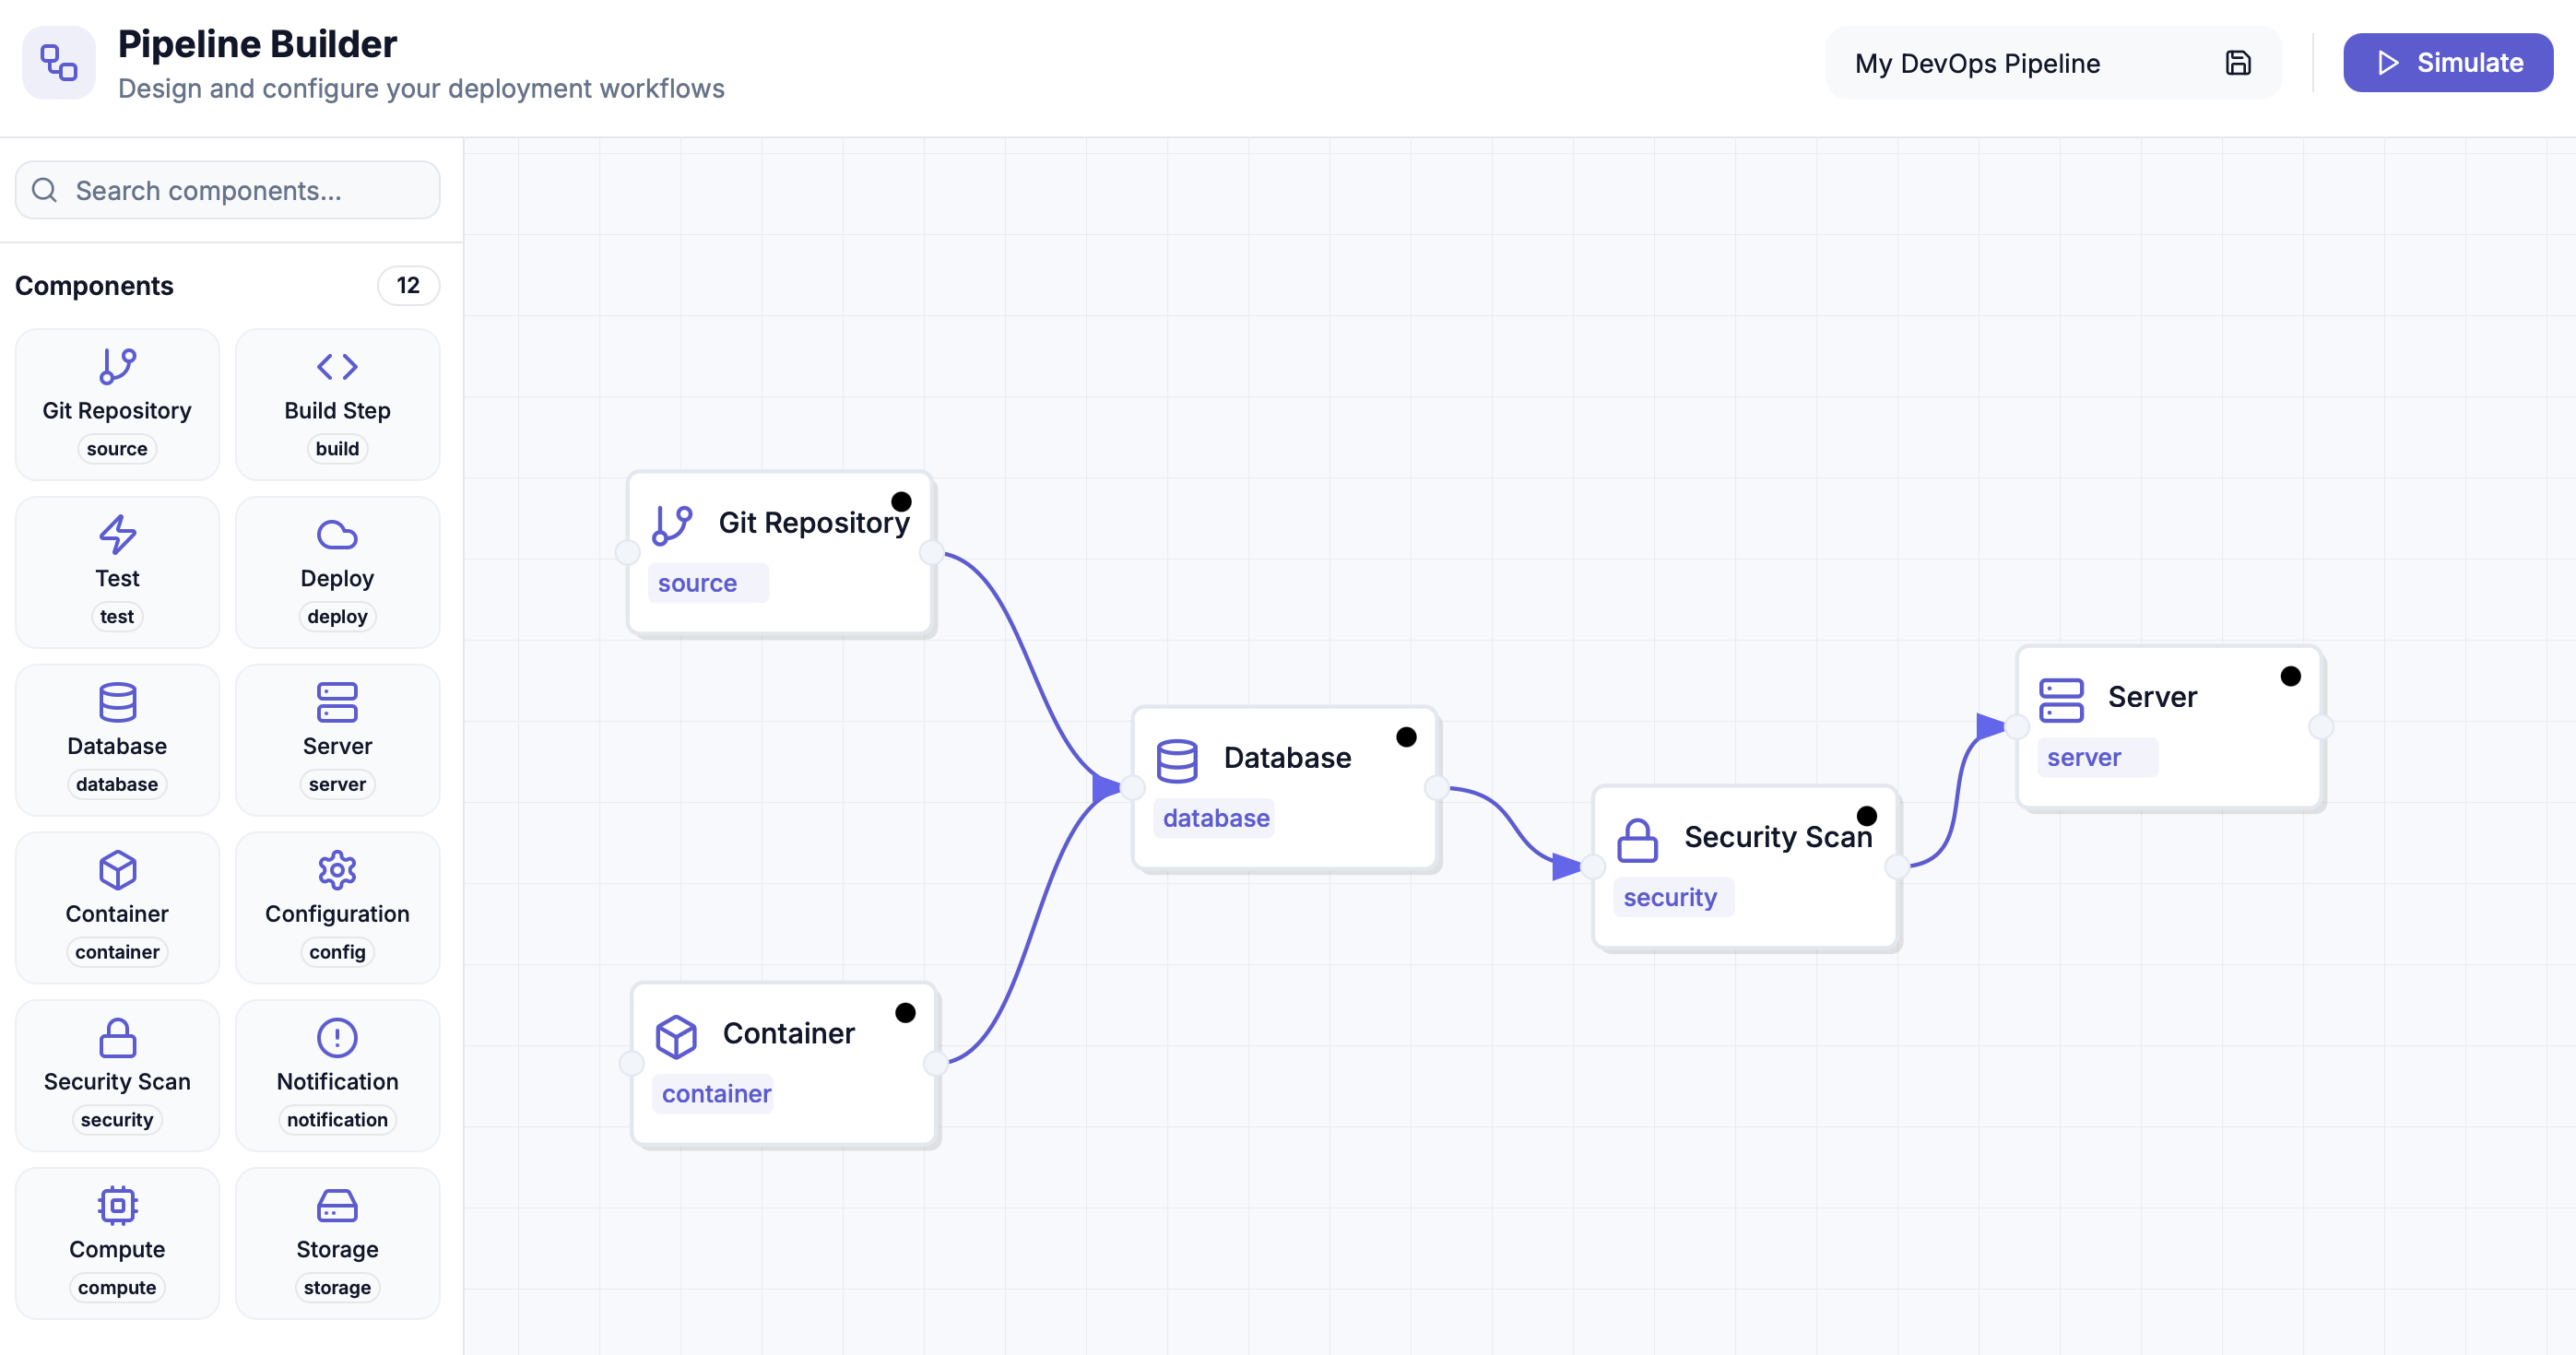 Pipeline Builder
Design and configure your deployment workflows
My DevOps Pipeline
Simulate
Search components...
Components
12
Git Repository
source
Build Step
build
Test
test
Deploy
deploy
Database
database
Server
server
Container
container
Configuration
config
Security Scan
security
Notification
notification
Compute
compute
Storage
storage
Git Repository
source
Container
container
Database
database
Security Scan
security
Server
server